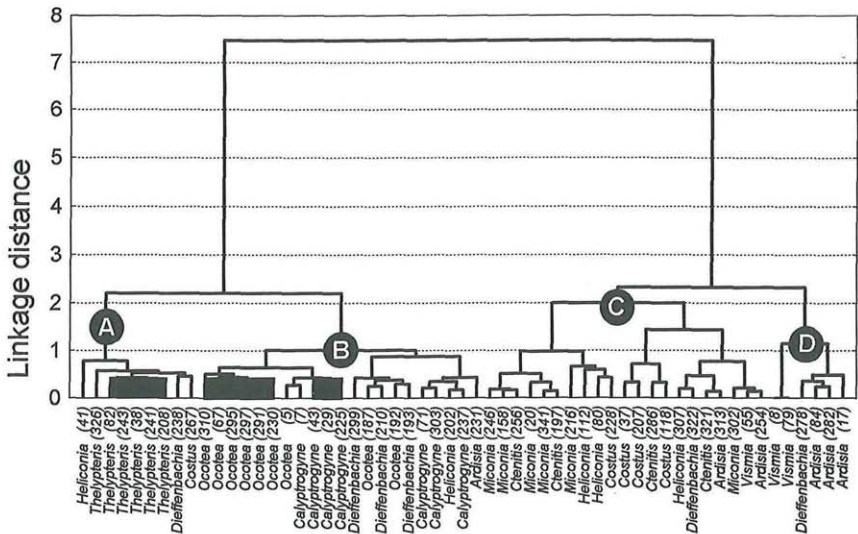 8
7
6
5
4
3
2
1
0
Linkage distance
A
B
C
D
Heliconia (41)
Thelypteris (326)
Thelypteris (82)
Thelypteris (243)
Thelypteris (38)
Thelypteris (241)
Thelypteris (208)
Dieffenbachia (238)
Costus (267)
Ocotea (310)
Ocotea (67)
Ocotea (295)
Ocotea (297)
Ocotea (291)
Ocotea (230)
Ocotea (5)
Calyptrogyne (7)
Calyptrogyne (43)
Calyptrogyne (29)
Calyptrogyne (225)
Dieffenbachia (299)
Ocotea (187)
Dieffenbachia (210)
Ocotea (192)
Dieffenbachia (193)
Calyptrogyne (71)
Calyptrogyne (303)
Heliconia (202)
Calyptrogyne (237)
Ardisia (231)
Miconia (246)
Miconia (158)
Ctenitis (256)
Miconia (20)
Miconia (341)
Ctenitis (197)
Miconia (216)
Heliconia (112)
Heliconia (80)
Costus (228)
Costus (37)
Costus (207)
Ctenitis (286)
Costus (118)
Heliconia (307)
Dieffenbachia (322)
Ctenitis (321)
Ardisia (313)
Miconia (302)
Vismia (55)
Ardisia (254)
Vismia (8)
Vismia (79)
Dieffenbachia (278)
Ardisia (84)
Ardisia (282)
Ardisia (17)